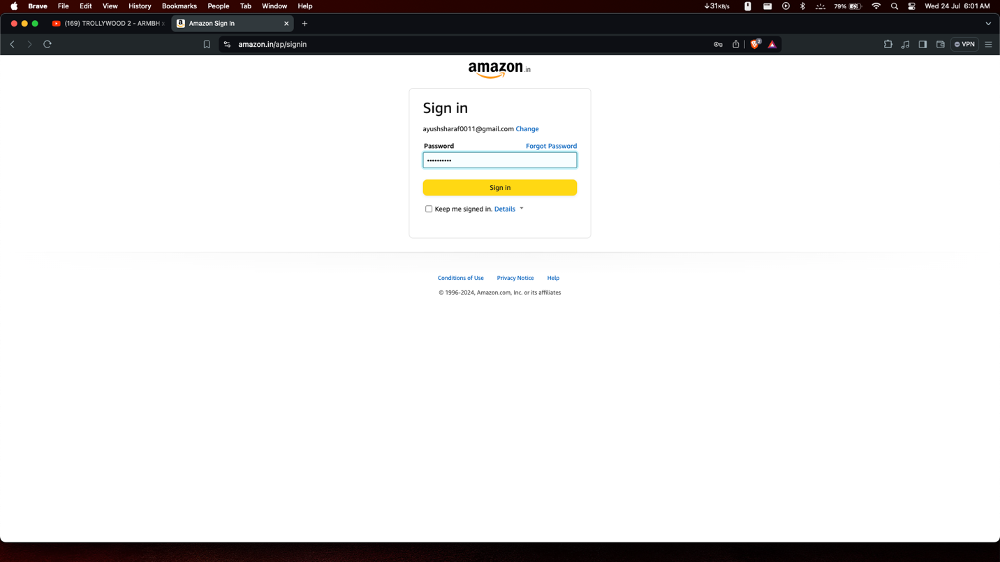 Brave File Edit View History Bookmarks People Tab Window Help ↓31KB/s 79% Wed 24 Jul 6:01 AM
(169) TROLLYWOOD 2 - ARMBH Amazon Sign In
amazon.in/ap/signin 2 VPN
amazon.in
Sign in
ayushsharaf0011@gmail.com Change
Password Forgot Password
••••••••••
Sign in
Keep me signed in. Details
Conditions of Use Privacy Notice Help
© 1996-2024, Amazon.com, Inc. or its affiliates